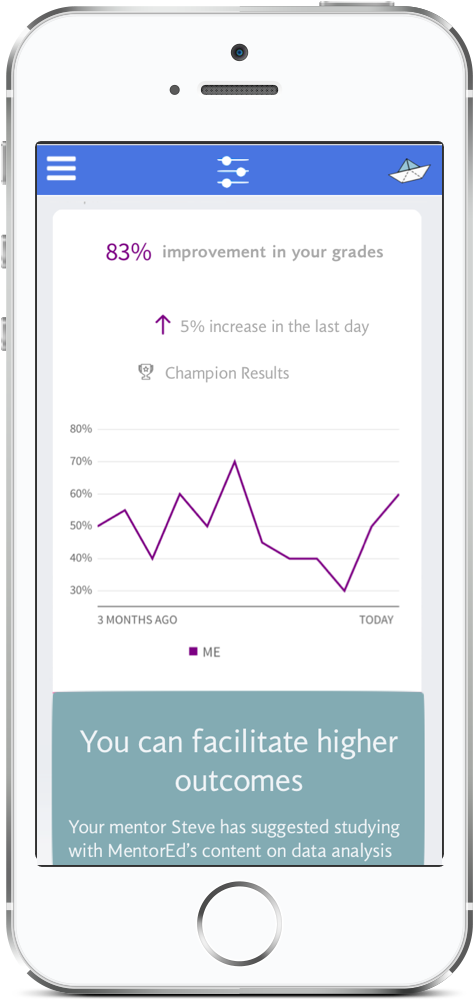 83% improvement in your grades
5% increase in the last day
Champion Results
80%
70%
60%
50%
40%
30%
3 MONTHS AGO TODAY
ME
You can facilitate higher
outcomes
Your mentor Steve has suggested studying
with MentorEd's content on data analysis